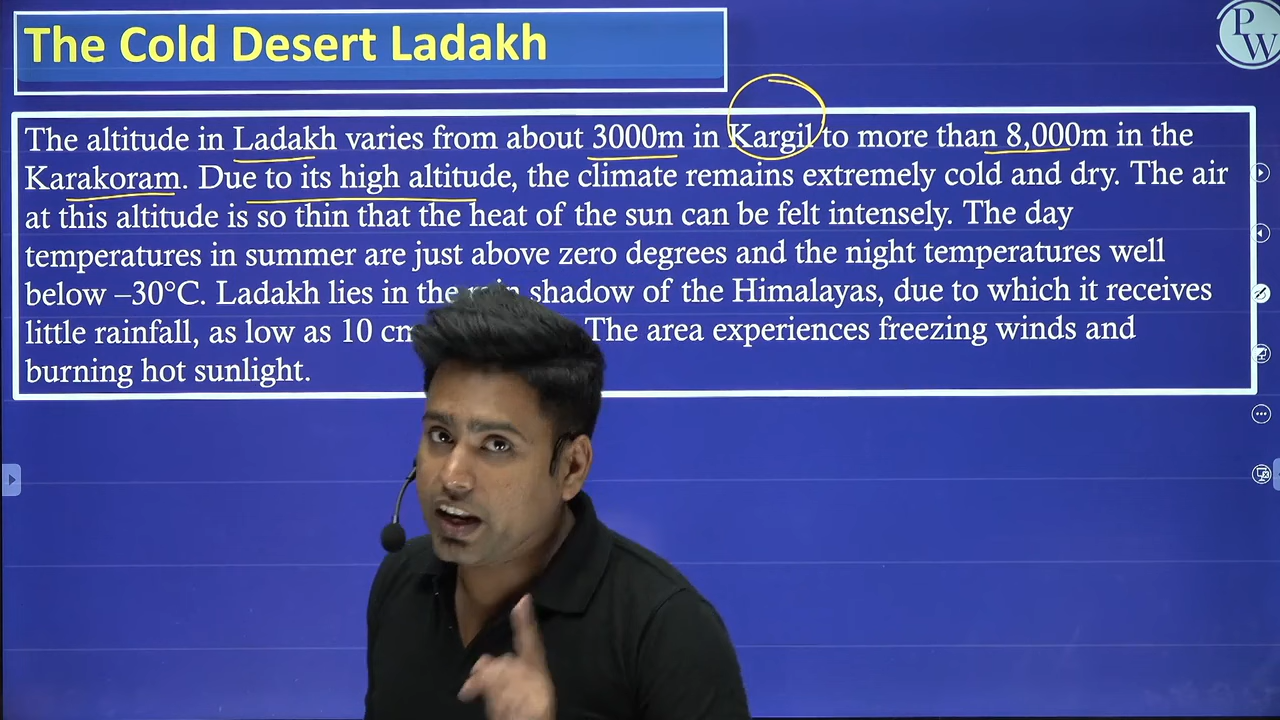 The Cold Desert Ladakh
PW
The altitude in Ladakh varies from about 3000m in Kargil to more than 8,000m in the
Karakoram. Due to its high altitude, the climate remains extremely cold and dry. The air
at this altitude is so thin that the heat of the sun can be felt intensely. The day
temperatures in summer are just above zero degrees and the night temperatures well
below –30°C. Ladakh lies in the rain shadow of the Himalayas, due to which it receives
little rainfall, as low as 10 The area experiences freezing winds and
burning hot sunlight.